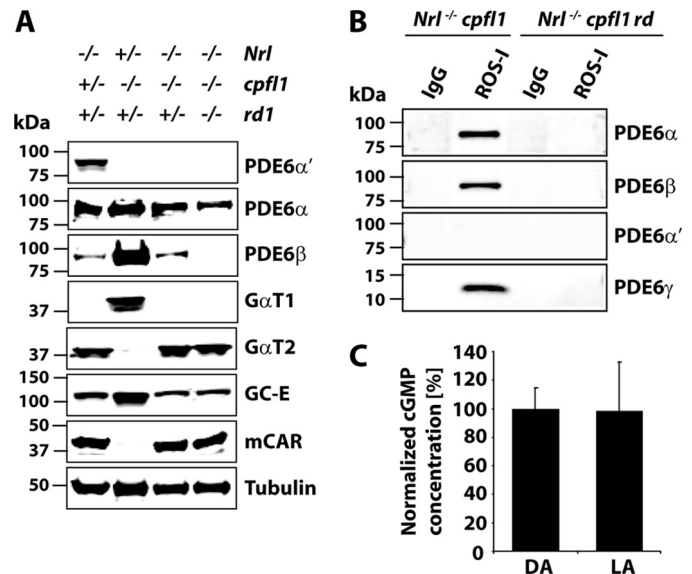 A
-/- +/- -/- -/- Nrl
+/- -/- -/- -/- cpfl1
+/- +/- +/- -/- rd1
kDa
100
75
PDE6α′
100
75
PDE6α
100
75
PDE6β
37
GαT1
37
GαT2
150
100
GC-E
50
37
mCAR
50
Tubulin
B
Nrl -/- cpfl1
Nrl -/- cpfl1 rd
IgG
ROS-I
IgG
ROS-I
kDa
100
75
PDE6α
100
75
PDE6β
100
75
PDE6α′
15
10
PDE6γ
C
Normalized cGMP
concentration [%]
140
120
100
80
60
40
20
0
DA
LA